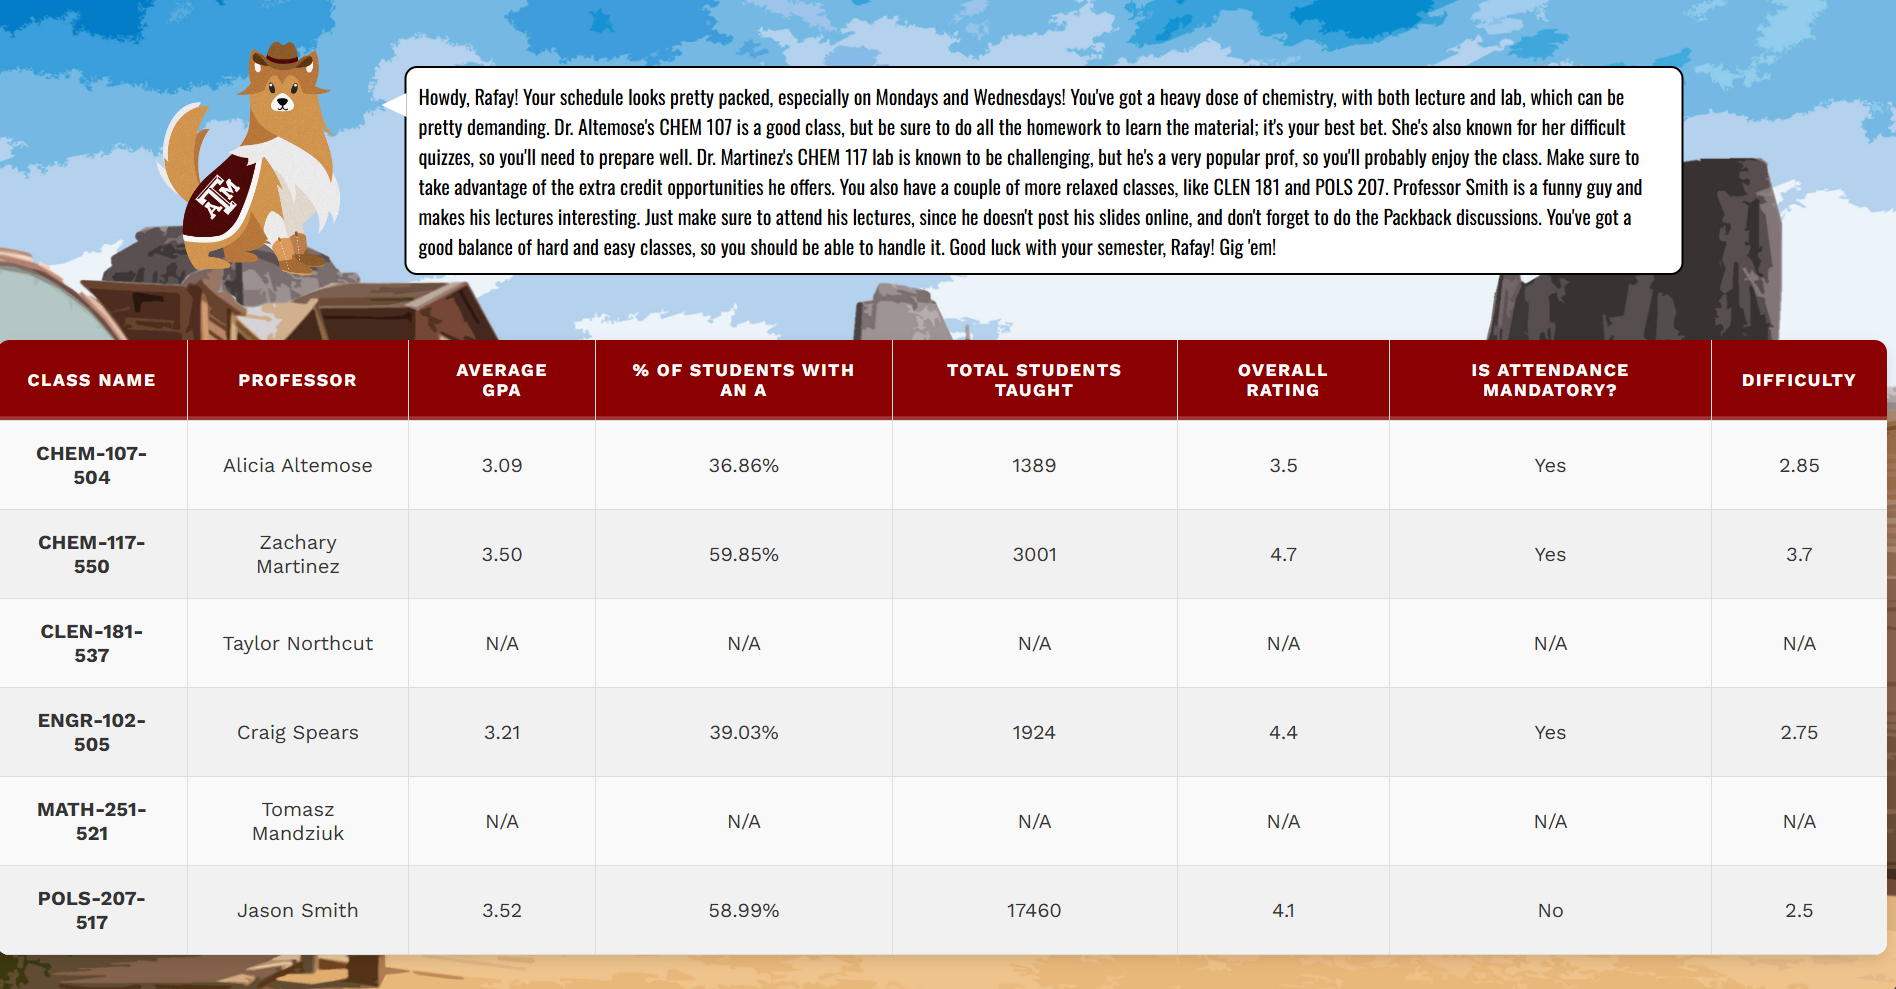 Howdy, Rafay! Your schedule looks pretty packed, especially on Mondays and Wednesdays! You've got a heavy dose of chemistry, with both lecture and lab, which can be
pretty demanding. Dr. Altemose's CHEM 107 is a good class, but be sure to do all the homework to learn the material; it's your best bet. She's also known for her difficult
quizzes, so you'll need to prepare well. Dr. Martinez's CHEM 117 lab is known to be challenging, but he's a very popular prof, so you'll probably enjoy the class. Make sure to
take advantage of the extra credit opportunities he offers. You also have a couple of more relaxed classes, like CLEN 181 and POLS 207. Professor Smith is a funny guy and
makes his lectures interesting. Just make sure to attend his lectures, since he doesn't post his slides online, and don't forget to do the Packback discussions. You've got a
good balance of hard and easy classes, so you should be able to handle it. Good luck with your semester, Rafay! Gig 'em!
ATM
CLASS NAME PROFESSOR AVERAGE GPA % OF STUDENTS WITH AN A TOTAL STUDENTS TAUGHT OVERALL RATING IS ATTENDANCE MANDATORY? DIFFICULTY
CHEM-107-504 Alicia Altemose 3.09 36.86% 1389 3.5 Yes 2.85
CHEM-117-550 Zachary Martinez 3.50 59.85% 3001 4.7 Yes 3.7
CLEN-181-537 Taylor Northcut N/A N/A N/A N/A N/A N/A
ENGR-102-505 Craig Spears 3.21 39.03% 1924 4.4 Yes 2.75
MATH-251-521 Tomasz Mandziuk N/A N/A N/A N/A N/A N/A
POLS-207-517 Jason Smith 3.52 58.99% 17460 4.1 No 2.5